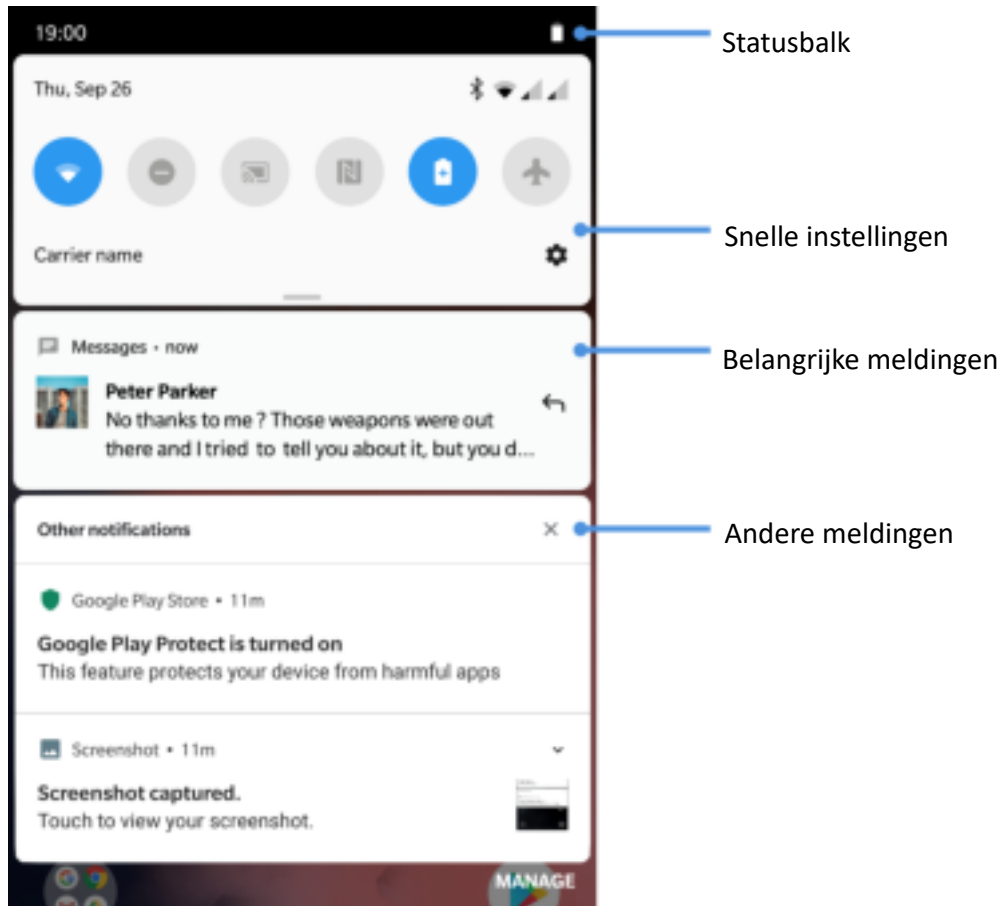 19:00
Statusbalk
Thu, Sep 26
Snelle instellingen
Carrier name
Messages • now
Belangrijke meldingen
Peter Parker
No thanks to me ? Those weapons were out
there and I tried to tell you about it, but you d...
Other notifications
Andere meldingen
Google Play Store • 11m
Google Play Protect is turned on
This feature protects your device from harmful apps
Screenshot • 11m
Screenshot captured.
Touch to view your screenshot.
MANAGE